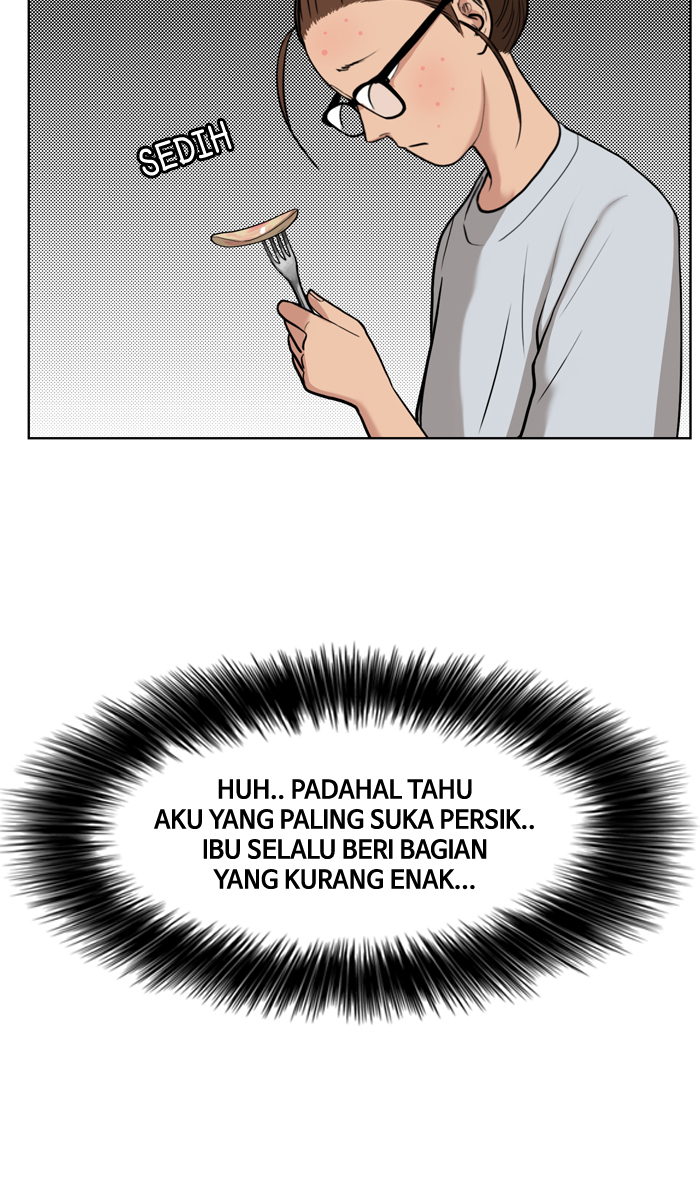 SEDIH
HUH.. PADAHAL TAHU
AKU YANG PALING SUKA PERSIK..
IBU SELALU BERI BAGIAN
YANG KURANG ENAK...